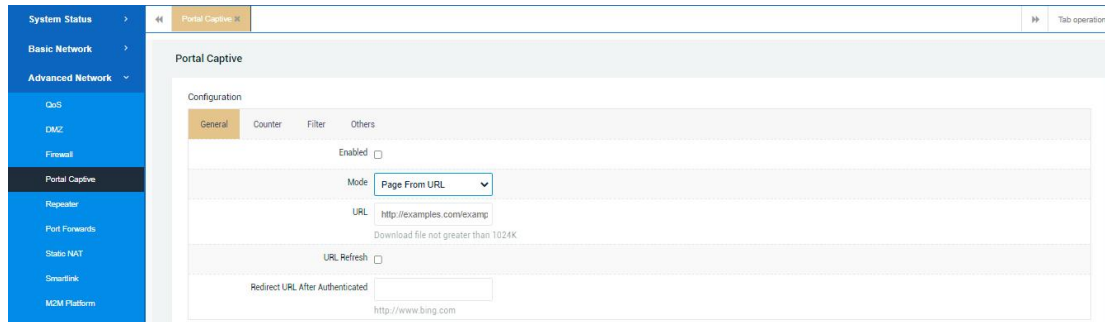 System Status
Portal Captive
Tab operation
Basic Network
Portal Captive
Advanced Network
Configuration
QoS
General Counter Filter Others
DMZ
Firewall
Enabled
Portal Captive
Mode Page From URL
Repeater
URL http://examples.com/examp
Port Forwards
Download file not greater than 1024K
Static NAT
URL Refresh
Smartlink
Redirect URL After Authenticated
M2M Platform
http://www.bing.com